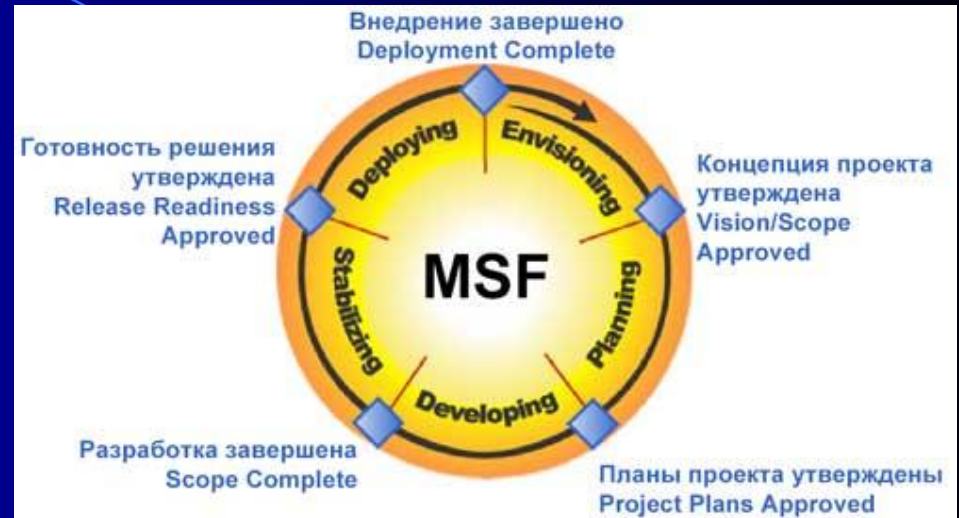 Внедрение завершено
Deployment Complete
Deploying
Envisioning
Готовность решения
утверждена
Release Readiness
Approved
Концепция проекта
утверждена
Vision/Scope
Approved
MSF
Stabilizing
Planning
Developing
Разработка завершена
Scope Complete
Планы проекта утверждены
Project Plans Approved